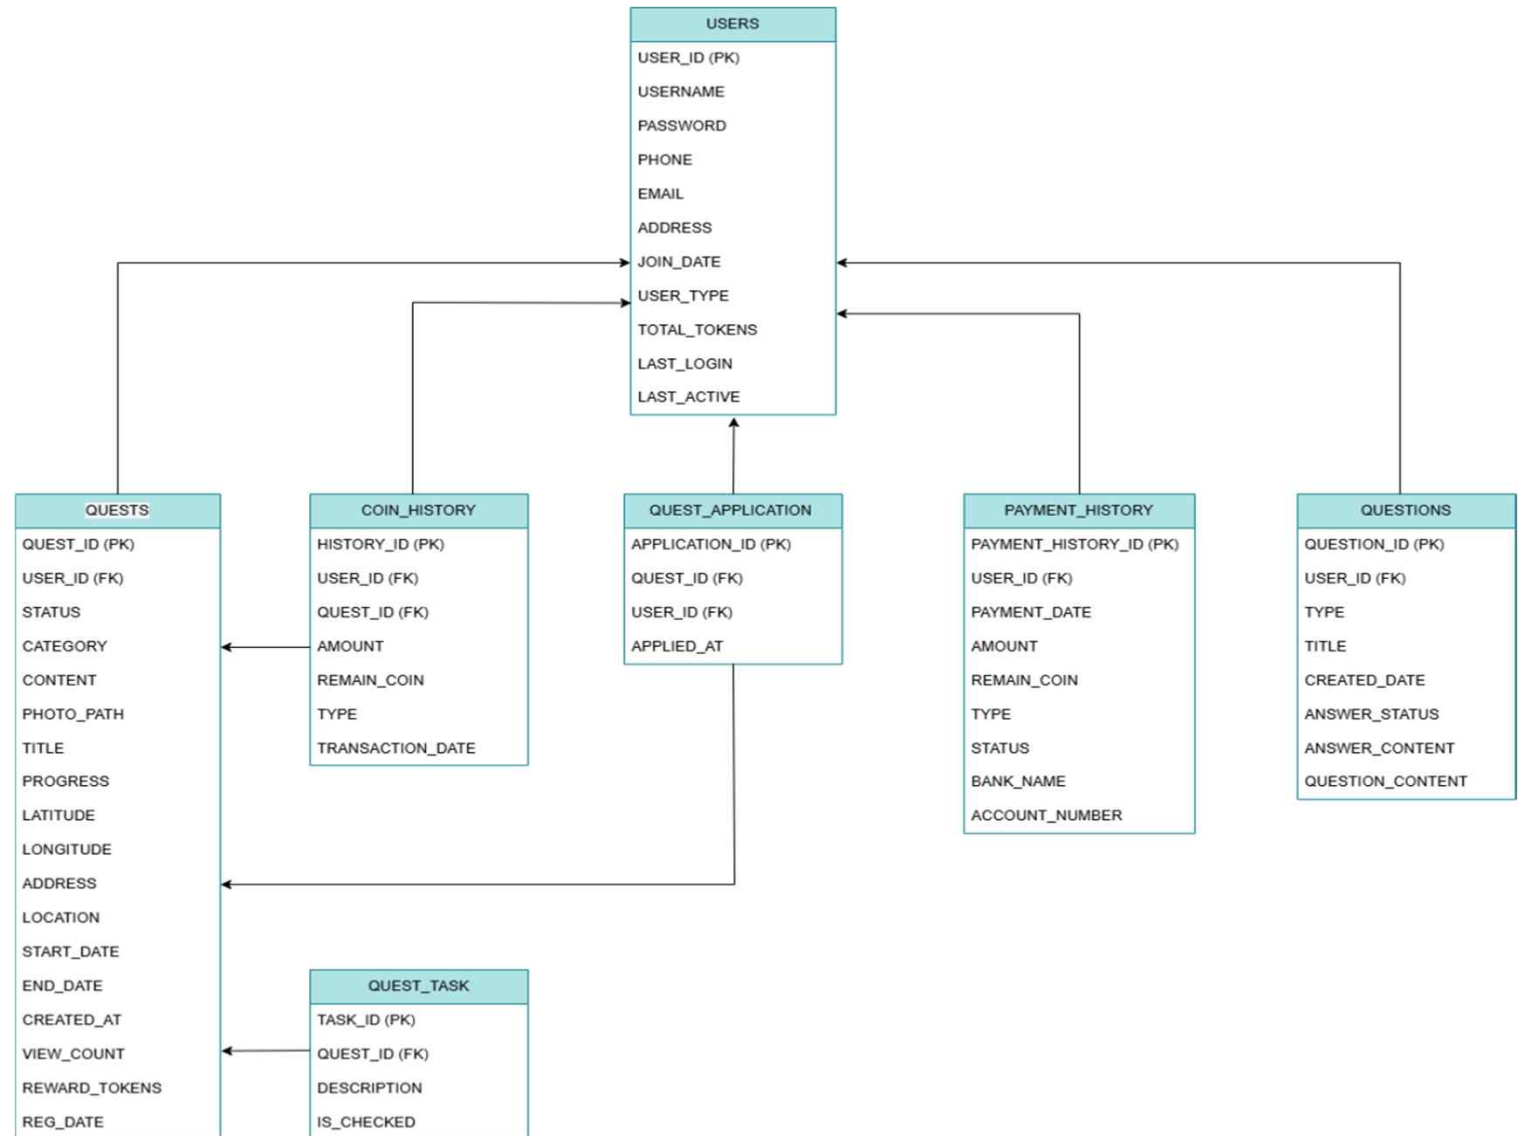 USERS
USER_ID (PK)
USERNAME
PASSWORD
PHONE
EMAIL
ADDRESS
JOIN_DATE
USER_TYPE
TOTAL_TOKENS
LAST_LOGIN
LAST_ACTIVE
QUESTS
QUEST_ID (PK)
USER_ID (FK)
STATUS
CATEGORY
CONTENT
PHOTO_PATH
TITLE
PROGRESS
LATITUDE
LONGITUDE
ADDRESS
LOCATION
START_DATE
END_DATE
CREATED_AT
VIEW_COUNT
REWARD_TOKENS
REG_DATE
COIN_HISTORY
HISTORY_ID (PK)
USER_ID (FK)
QUEST_ID (FK)
AMOUNT
REMAIN_COIN
TYPE
TRANSACTION_DATE
QUEST_APPLICATION
APPLICATION_ID (PK)
QUEST_ID (FK)
USER_ID (FK)
APPLIED_AT
PAYMENT_HISTORY
PAYMENT_HISTORY_ID (PK)
USER_ID (FK)
PAYMENT_DATE
AMOUNT
REMAIN_COIN
TYPE
STATUS
BANK_NAME
ACCOUNT_NUMBER
QUESTIONS
QUESTION_ID (PK)
USER_ID (FK)
TYPE
TITLE
CREATED_DATE
ANSWER_STATUS
ANSWER_CONTENT
QUESTION_CONTENT
QUEST_TASK
TASK_ID (PK)
QUEST_ID (FK)
DESCRIPTION
IS_CHECKED